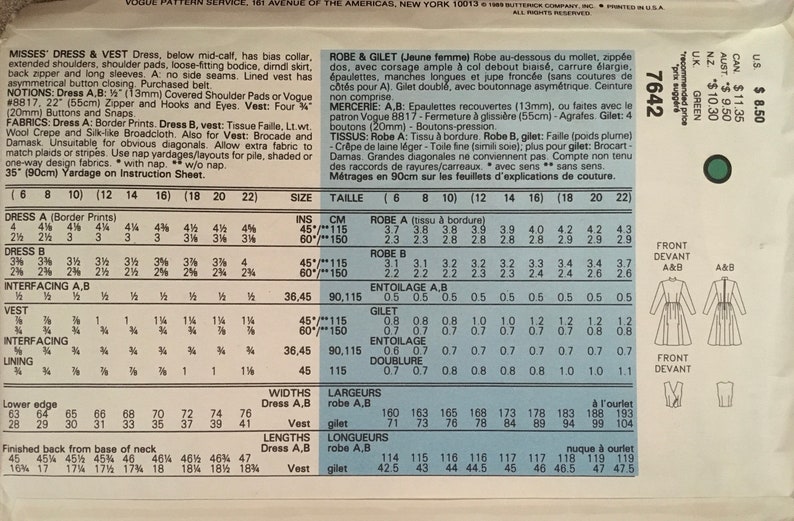 VOGUE PATTERN SERVICE, 161 AVENUE OF THE AMERICAS, NEW YORK 10013 © 1989 BUTTERICK COMPANY, INC. • PRINTED IN U.S.A.
ALL RIGHTS RESERVED.
MISSES' DRESS & VEST Dress, below mid-calf, has bias collar,
extended shoulders, shoulder pads, loose-fitting bodice, dirndl skirt,
back zipper and long sleeves. A: no side seams. Lined vest has
asymmetrical button closing. Purchased belt.
NOTIONS: Dress A,B: ½" (13mm) Covered Shoulder Pads or Vogue
#8817, 22" (55cm) Zipper and Hooks and Eyes. Vest: Four ¾"
(20mm) Buttons and Snaps.
FABRICS: Dress A: Border Prints. Dress B, vest: Tissue Faille, Lt.wt.
Wool Crepe and Silk-like Broadcloth. Also for Vest: Brocade and
Damask. Unsuitable for obvious diagonals. Allow extra fabric to
match plaids or stripes. Use nap yardages/layouts for pile, shaded or
one-way design fabrics. * with nap. ** w/o nap.
35" (90cm) Yardage on Instruction Sheet.
( 6 8 10) (12 14 16) (18 20 22) SIZE
DRESS A (Border Prints) INS
4 4 4⅛ 4¼ 4¼ 4⅜ 4½ 4½ 4⅝ 45*/**
2½ 2½ 3 3 3 3 3⅛ 3⅛ 3⅛ 60*/**
DRESS B
3⅜ 3⅜ 3½ 3½ 3½ 3⅝ 3⅝ 3⅞ 4 45*/**
2⅜ 2⅜ 2⅜ 2½ 2½ 2⅝ 2⅝ 2¾ 2¾ 60*/**
INTERFACING A,B
½ ½ ½ ½ ½ ½ ½ ½ ½ 36,45
VEST
⅞ ⅞ ⅞ 1 1 1¼ 1¼ 1¼ 1¼ 45*/**
¾ ¾ ¾ ¾ ¾ ¾ ¾ ⅞ ⅞ 60*/**
INTERFACING
⅝ ¾ ¾ ¾ ¾ ¾ ¾ ¾ ¾ 36,45
LINING
¾ ¾ ⅞ ⅞ ⅞ ⅞ 1 1 1⅛ 45
WIDTHS
Lower edge Dress A,B
63 64 65 66 68 70 72 74 76
28 29 30 31 33 35 37 39 41 Vest
LENGTHS
Finished back from base of neck Dress A,B
45 45¼ 45½ 45¾ 46 46¼ 46½ 46¾ 47
16¾ 17 17¼ 17½ 17¾ 18 18¼ 18½ 18¾ Vest
ROBE & GILET (Jeune femme) Robe au-dessous du mollet, zippée
dos, avec corsage ample à col debout biaisé, carrure élargie,
épaulettes, manches longues et jupe froncée (sans coutures de
côtés pour A). Gilet doublé, avec boutonnage asymétrique. Ceinture
non comprise.
MERCERIE: A,B: Epaulettes recouvertes (13mm), ou faites avec le
patron Vogue 8817 - Fermeture à glissière (55cm) - Agrafes. Gilet: 4
boutons (20mm) - Boutons-pression.
TISSUS: Robe A: Tissu à bordure. Robe B, gilet: Faille (poids plume)
- Crêpe de laine léger - Toile fine (simili soie); plus pour gilet: Brocart -
Damas. Grandes diagonales ne conviennent pas. Compte non tenu
des raccords de rayures/carreaux. * avec sens ** sans sens.
Métrages en 90cm sur les feuillets d'explications de couture.
TAILLE ( 6 8 10) (12 14 16) (18 20 22)
CM ROBE A (tissu à bordure)
115 3.7 3.8 3.8 3.9 3.9 4.0 4.2 4.2 4.3
150 2.3 2.3 2.8 2.8 2.8 2.8 2.9 2.9 2.9
ROBE B
115 3.1 3.1 3.2 3.2 3.2 3.3 3.4 3.4 3.7
150 2.2 2.2 2.2 2.3 2.3 2.4 2.4 2.6 2.6
ENTOILAGE A,B
90,115 0.5 0.5 0.5 0.5 0.5 0.5 0.5 0.5 0.5
GILET
115 0.8 0.8 0.8 1.0 1.0 1.2 1.2 1.2 1.2
150 0.7 0.7 0.7 0.7 0.7 0.7 0.7 0.8 0.8
ENTOILAGE
90,115 0.6 0.7 0.7 0.7 0.7 0.7 0.7 0.7 0.7
DOUBLURE
115 0.7 0.7 0.8 0.8 0.8 0.8 1.0 1.0 1.1
LARGEURS
robe A,B à l'ourlet
160 163 165 168 173 178 183 188 193
gilet 71 73 76 78 84 89 94 99 104
LONGUEURS
robe A,B nuque à ourlet
114 115 116 116 117 117 118 119 119
gilet 42.5 43 44 44.5 45 46 46.5 47 47.5
U.S. $ 8.50
CAN. $ 11.35
AUST. *$ 9.50
N.Z. *$ 10.30
U.K. GREEN
*recommended price
*prix suggéré
7642
FRONT
DEVANT
A&B
A&B
FRONT
DEVANT